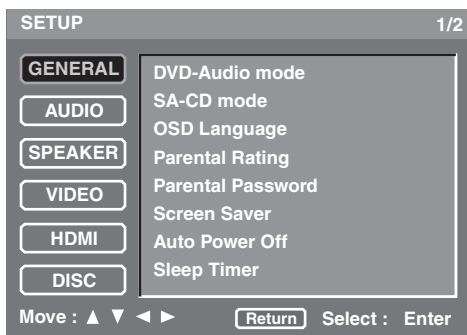 SETUP 1/2
GENERAL
AUDIO
SPEAKER
VIDEO
HDMI
DISC
DVD-Audio mode
SA-CD mode
OSD Language
Parental Rating
Parental Password
Screen Saver
Auto Power Off
Sleep Timer
Move : ▲ ▼ ◄ ► Return Select : Enter